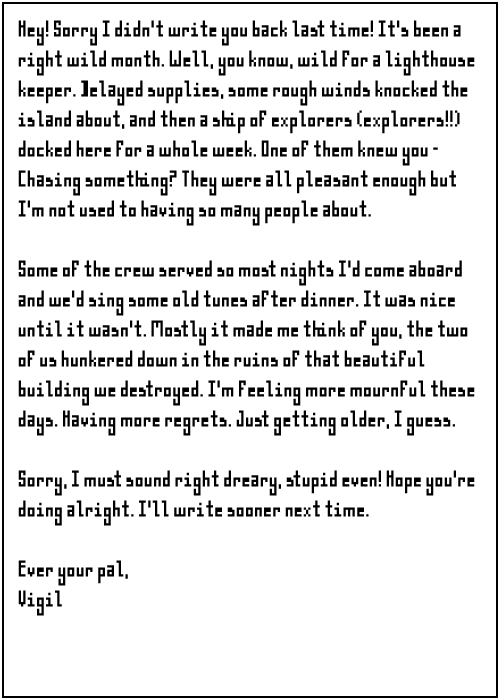 Hey! Sorry I didn't write you back last time! It's been a
right wild month. Well, you know, wild for a lighthouse
keeper. Delayed supplies, some rough winds knocked the
island about, and then a ship of explorers (explorers!!)
docked here for a whole week. One of them knew you -
Chasing something? They were all pleasant enough but
I'm not used to having so many people about.

Some of the crew served so most nights I'd come aboard
and we'd sing some old tunes after dinner. It was nice
until it wasn't. Mostly it made me think of you, the two
of us hunkered down in the ruins of that beautiful
building we destroyed. I'm feeling more mournful these
days. Having more regrets. Just getting older, I guess.

Sorry, I must sound right dreary, stupid even! Hope you're
doing alright. I'll write sooner next time.

Ever your pal,
Vigil